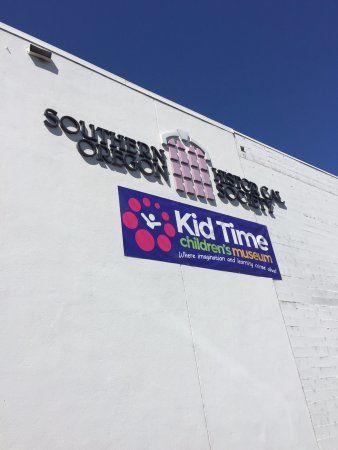 SOUTHERN
OREGON
HISTORICAL
SOCIETY
Kid Time
children's museum
Where imagination and learning come alive!